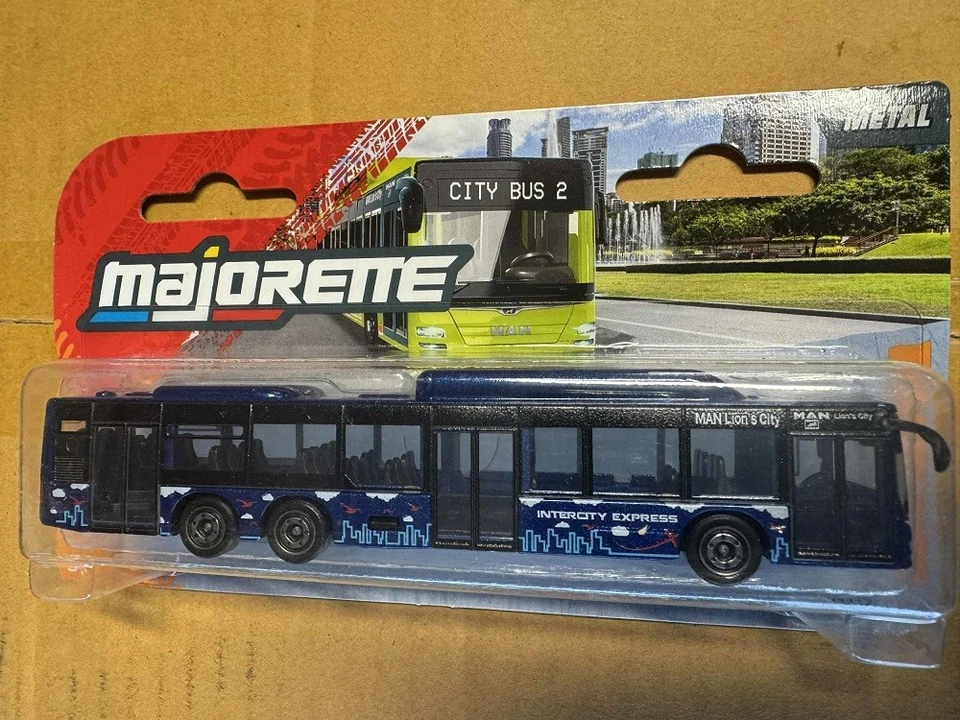 METAL
CITY BUS 2
majORETTE
MAN
MAN Lion's City
MAN Lion's City
INTERCITY EXPRESS